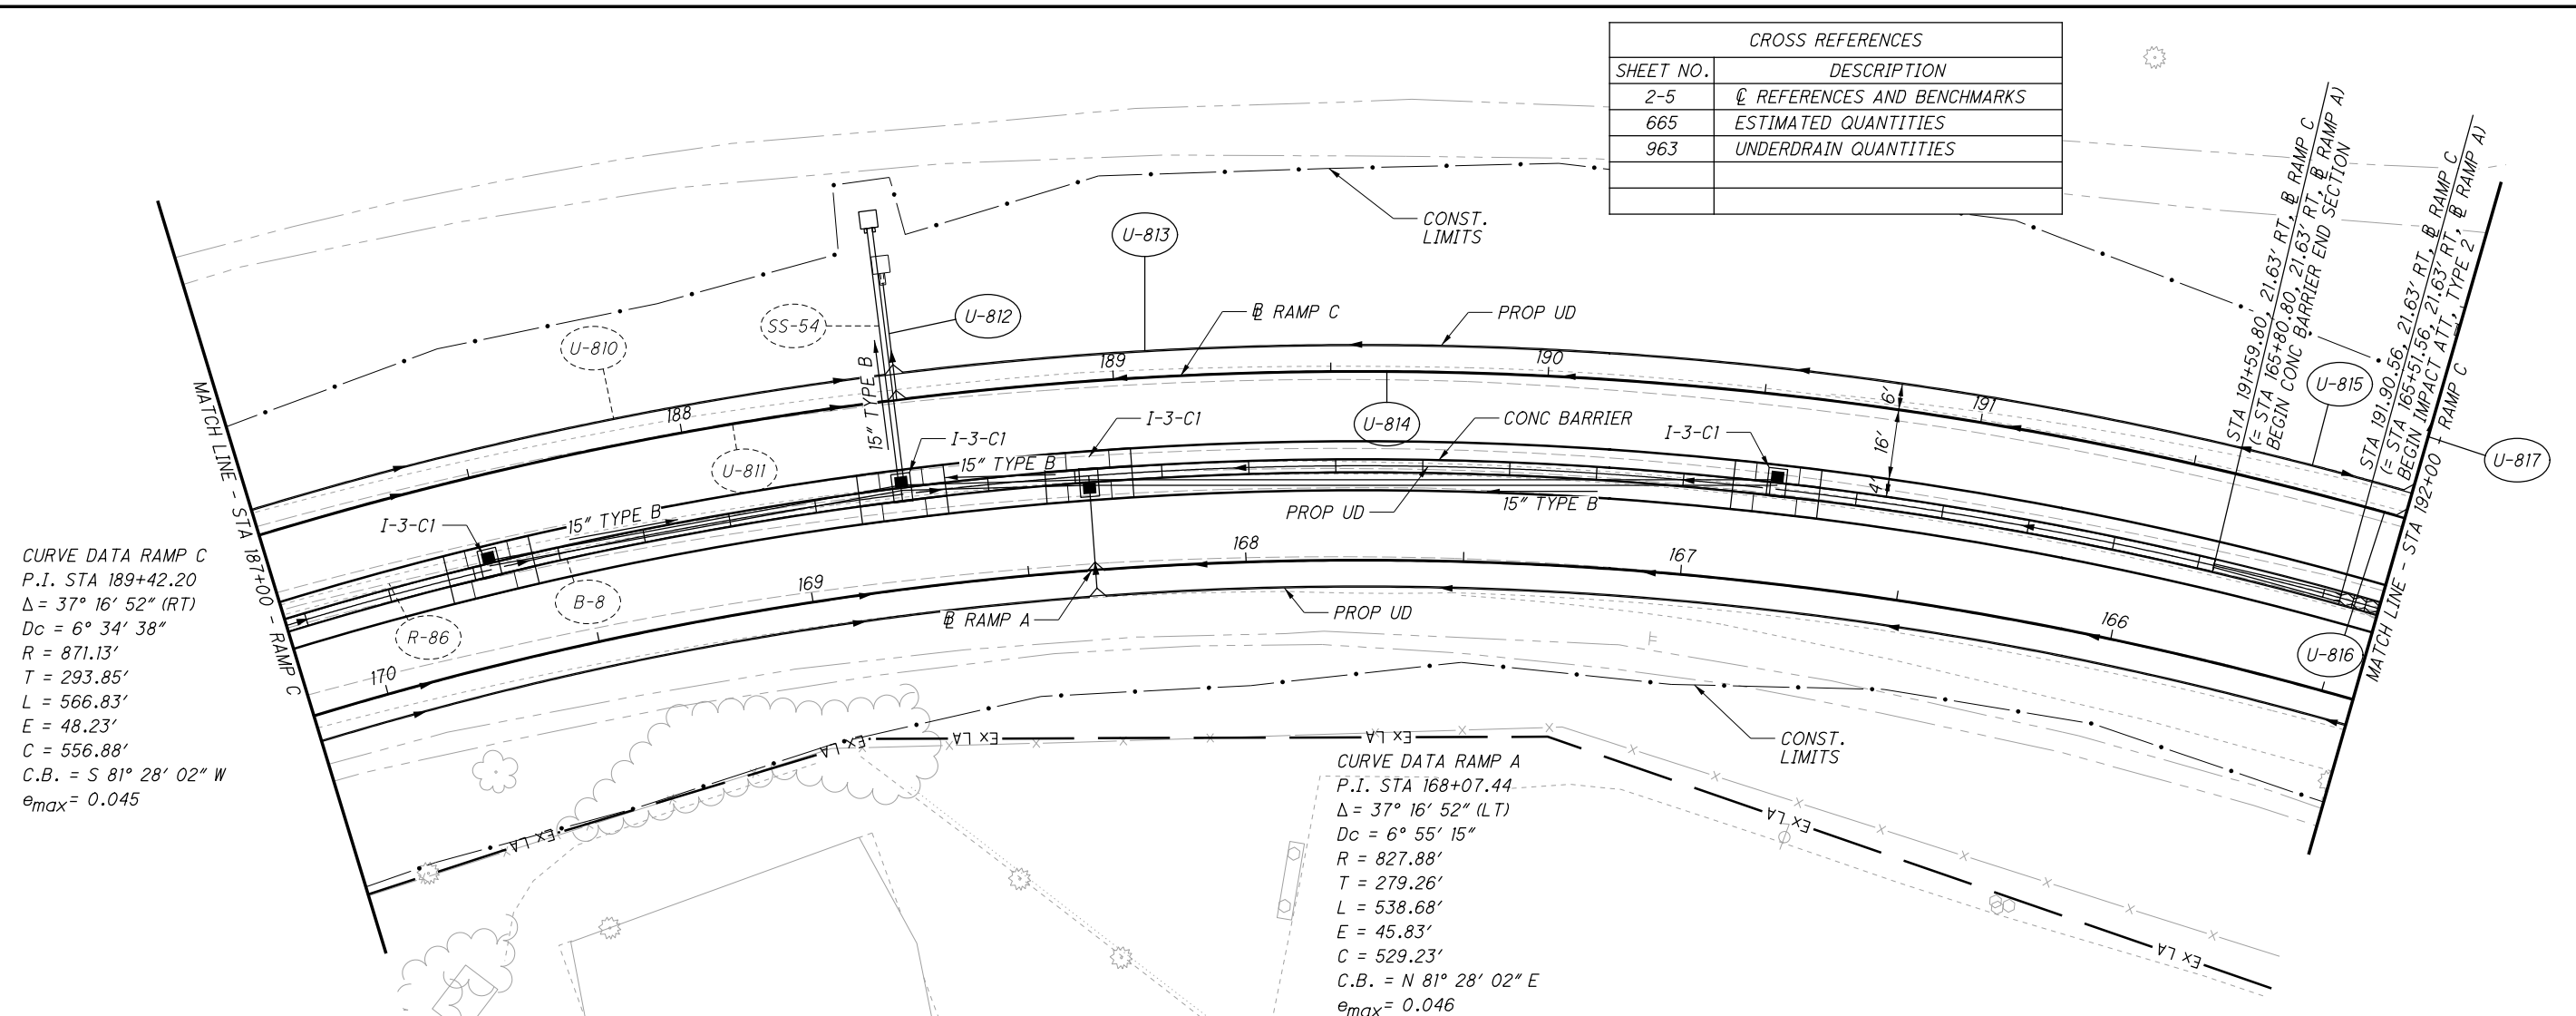 CROSS REFERENCES
SHEET NO. DESCRIPTION
2-5 ℄ REFERENCES AND BENCHMARKS
665 ESTIMATED QUANTITIES
963 UNDERDRAIN QUANTITIES
CONST.
LIMITS
U-813
U-812
SS-54
U-810
U-811
15" TYPE B
BL RAMP C
PROP UD
188
189
190
191
U-814
CONC BARRIER
I-3-C1
I-3-C1
I-3-C1
I-3-C1
15" TYPE B
15" TYPE B
15" TYPE B
PROP UD
6'
16'
4'
STA 191+59.80, 21.63' RT, BL RAMP C
(= STA 165+80.80, 21.63' RT, BL RAMP A)
BEGIN CONC BARRIER END SECTION
STA 191.90.56, 21.63' RT, BL RAMP C
(= STA 165+51.56, 21.63' RT, BL RAMP A)
BEGIN IMPACT ATT, TYPE 2
U-815
U-817
U-816
MATCH LINE - STA 192+00 - RAMP C
MATCH LINE - STA 187+00 - RAMP C
R-86
B-8
170
169
168
167
166
BL RAMP A
PROP UD
CONST.
LIMITS
CURVE DATA RAMP C
P.I. STA 189+42.20
Δ = 37° 16' 52" (RT)
Dc = 6° 34' 38"
R = 871.13'
T = 293.85'
L = 566.83'
E = 48.23'
C = 556.88'
C.B. = S 81° 28' 02" W
emax = 0.045
Ex LA
Ex LA
Ex LA
Ex LA
Ex LA
Ex LA
CURVE DATA RAMP A
P.I. STA 168+07.44
Δ = 37° 16' 52" (LT)
Dc = 6° 55' 15"
R = 827.88'
T = 279.26'
L = 538.68'
E = 45.83'
C = 529.23'
C.B. = N 81° 28' 02" E
emax = 0.046